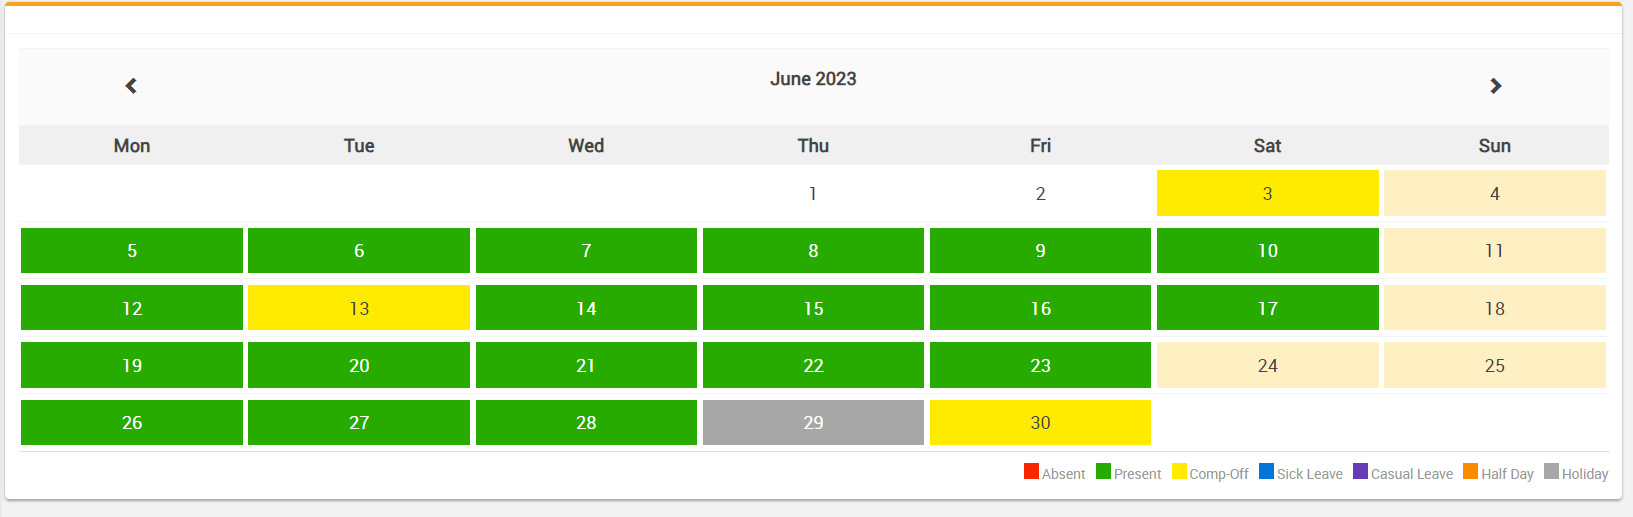 June 2023
Mon Tue Wed Thu Fri Sat Sun
1 2 3 4
5 6 7 8 9 10 11
12 13 14 15 16 17 18
19 20 21 22 23 24 25
26 27 28 29 30
Absent Present Comp-Off Sick Leave Casual Leave Half Day Holiday